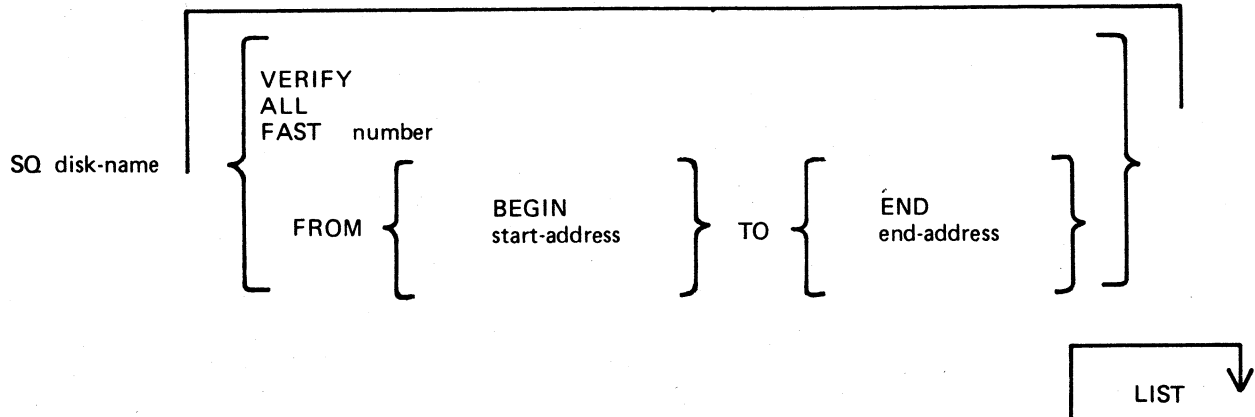 VERIFY
ALL
FAST number
SQ disk-name
FROM BEGIN start-address TO END end-address
LIST